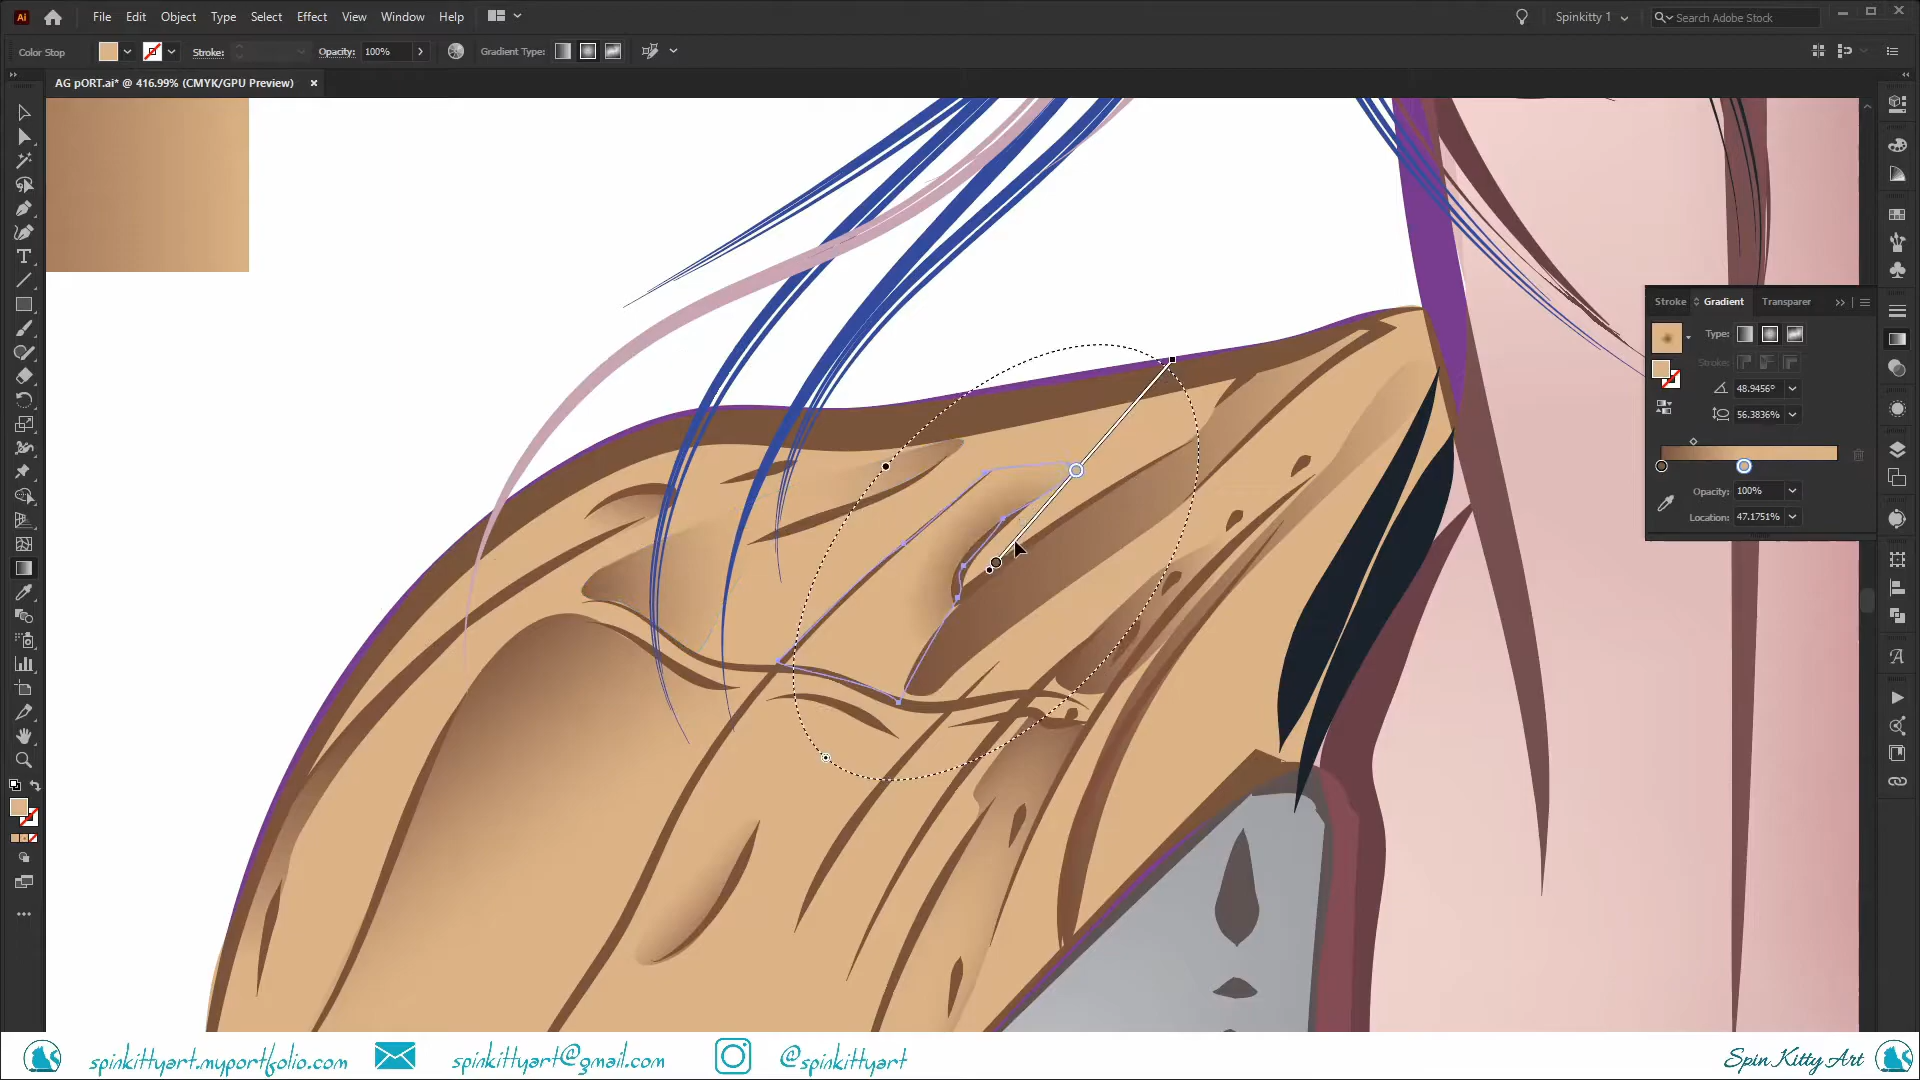 Ai
File Edit Object Type Select Effect View Window Help
Spinkitty 1
Search Adobe Stock
Color Stop
Stroke:
Opacity: 100%
Gradient Type:
AG pORT.ai* @ 416.99% (CMYK/GPU Preview) ×
Stroke Gradient Transparer
Type:
Stroke:
48.9456°
56.3836%
Opacity: 100%
Location: 47.1751%
spinkittyart.myportfolio.com
spinkittyart@gmail.com
@spinkittyart
Spin Kitty Art